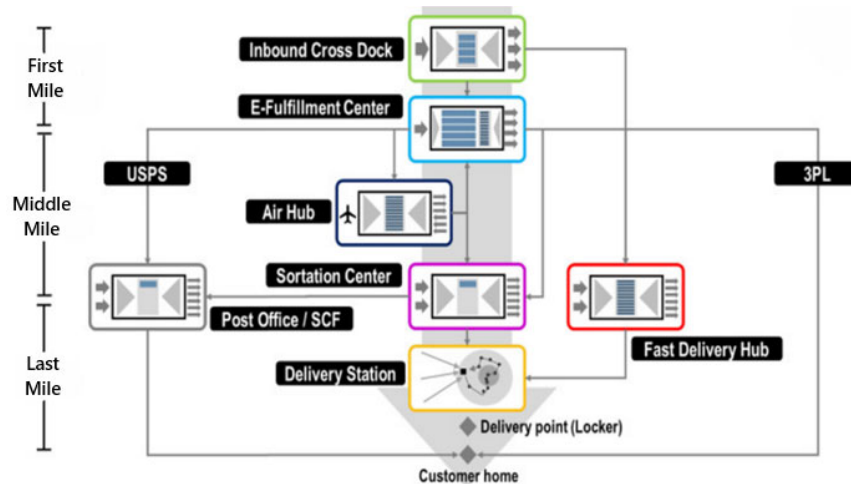 First
Mile
Inbound Cross Dock
E-Fulfillment Center
USPS
3PL
Middle
Mile
Air Hub
Sortation Center
Post Office / SCF
Fast Delivery Hub
Last
Mile
Delivery Station
Delivery point (Locker)
Customer home